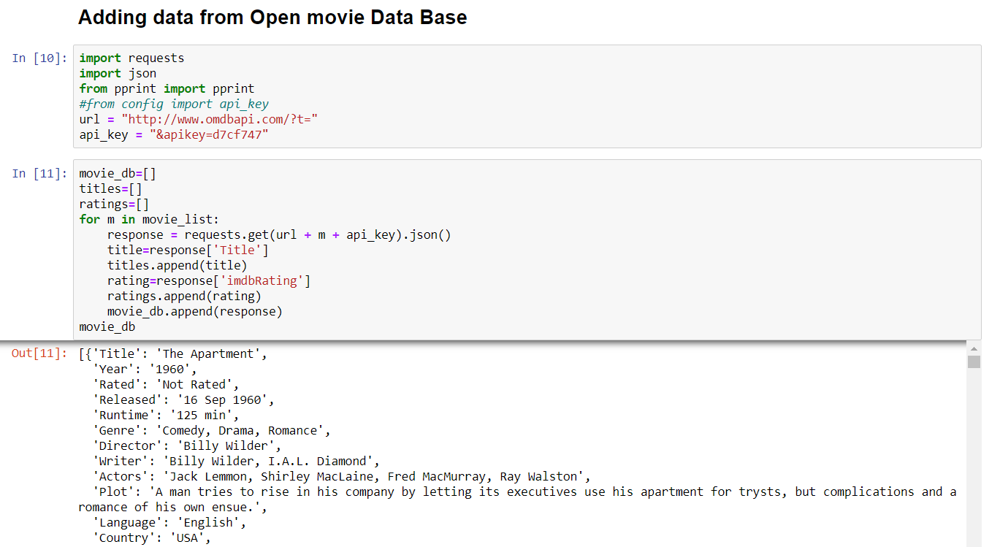 Adding data from Open movie Data Base
In [10]: import requests
import json
from pprint import pprint
#from config import api_key
url = "http://www.omdbapi.com/?t="
api_key = "&apikey=d7cf747"
In [11]: movie_db=[]
titles=[]
ratings=[]
for m in movie_list:
    response = requests.get(url + m + api_key).json()
    title=response['Title']
    titles.append(title)
    rating=response['imdbRating']
    ratings.append(rating)
    movie_db.append(response)
movie_db
Out[11]: [{'Title': 'The Apartment',
  'Year': '1960',
  'Rated': 'Not Rated',
  'Released': '16 Sep 1960',
  'Runtime': '125 min',
  'Genre': 'Comedy, Drama, Romance',
  'Director': 'Billy Wilder',
  'Writer': 'Billy Wilder, I.A.L. Diamond',
  'Actors': 'Jack Lemmon, Shirley MacLaine, Fred MacMurray, Ray Walston',
  'Plot': 'A man tries to rise in his company by letting its executives use his apartment for trysts, but complications and a
romance of his own ensue.',
  'Language': 'English',
  'Country': 'USA',